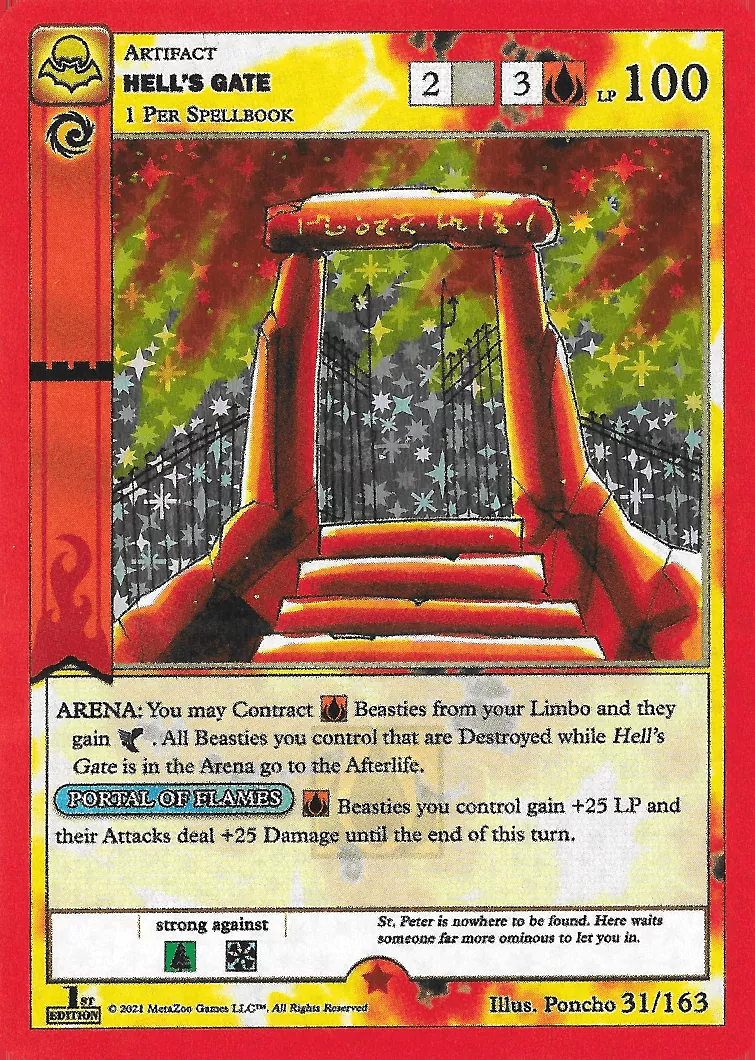 ARTIFACT
HELL'S GATE
1 PER SPELLBOOK
2 3 LP 100
ARENA: You may Contract Beasties from your Limbo and they
gain . All Beasties you control that are Destroyed while Hell's
Gate is in the Arena go to the Afterlife.
PORTAL OF FLAMES Beasties you control gain +25 LP and
their Attacks deal +25 Damage until the end of this turn.
strong against
St. Peter is nowhere to be found. Here waits
someone far more ominous to let you in.
1ST EDITION © 2021 MetaZoo Games LLC™. All Rights Reserved
Illus. Poncho 31/163